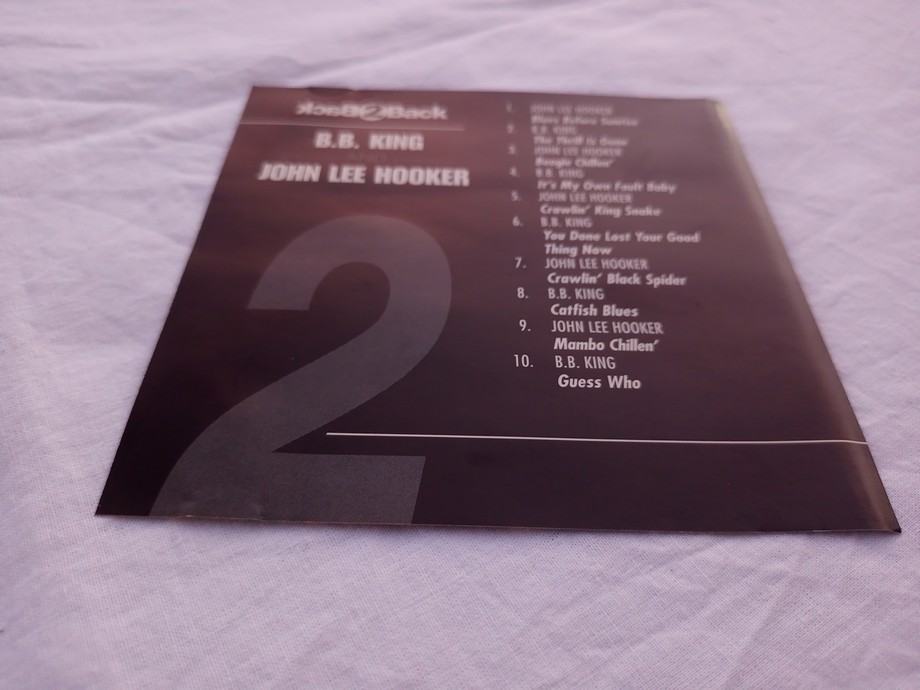 Back2Back
B.B. KING
AND
JOHN LEE HOOKER
2
1. JOHN LEE HOOKER
Blues Before Sunrise
2. B.B. KING
The Thrill Is Gone
3. JOHN LEE HOOKER
Boogie Chillen'
4. B.B. KING
It's My Own Fault Baby
5. JOHN LEE HOOKER
Crawlin' King Snake
6. B.B. KING
You Done Lost Your Good
Thing Now
7. JOHN LEE HOOKER
Crawlin' Black Spider
8. B.B. KING
Catfish Blues
9. JOHN LEE HOOKER
Mambo Chillen'
10. B.B. KING
Guess Who